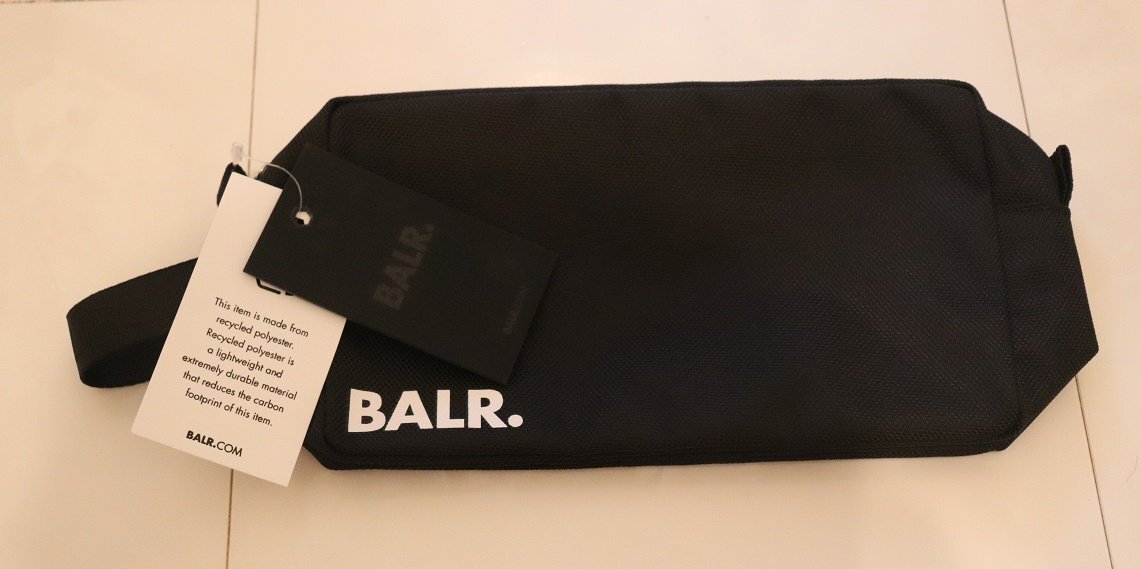 BALR.
This item is made from
recycled polyester.
Recycled polyester is
a lightweight and
extremely durable material
that reduces the carbon
footprint of this item.
BALR.COM
BALR.